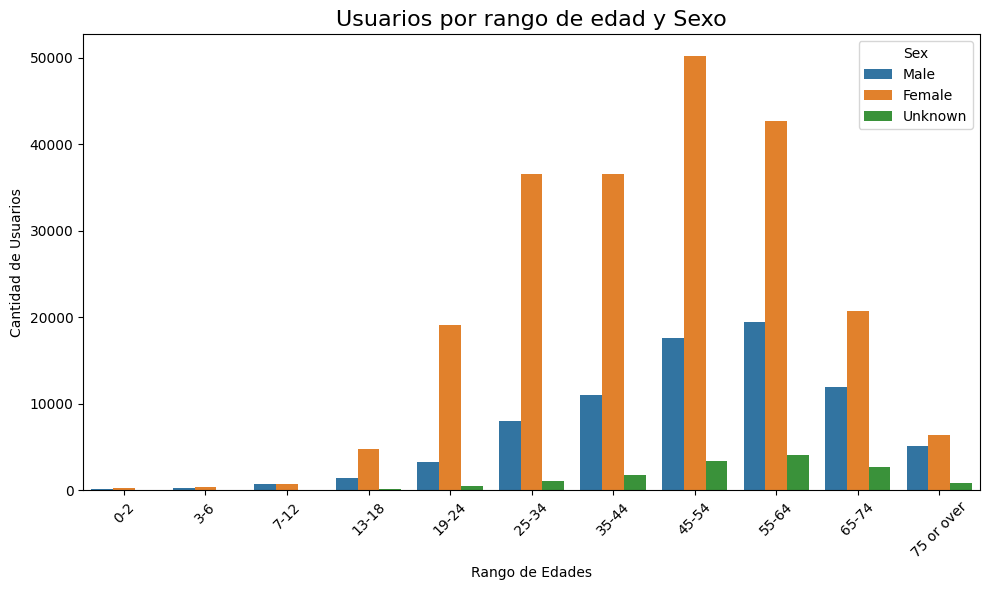 Usuarios por rango de edad y Sexo
Sex
Male
Female
Unknown
50000
40000
30000
20000
10000
0
Cantidad de Usuarios
0-2
3-6
7-12
13-18
19-24
25-34
35-44
45-54
55-64
65-74
75 or over
Rango de Edades